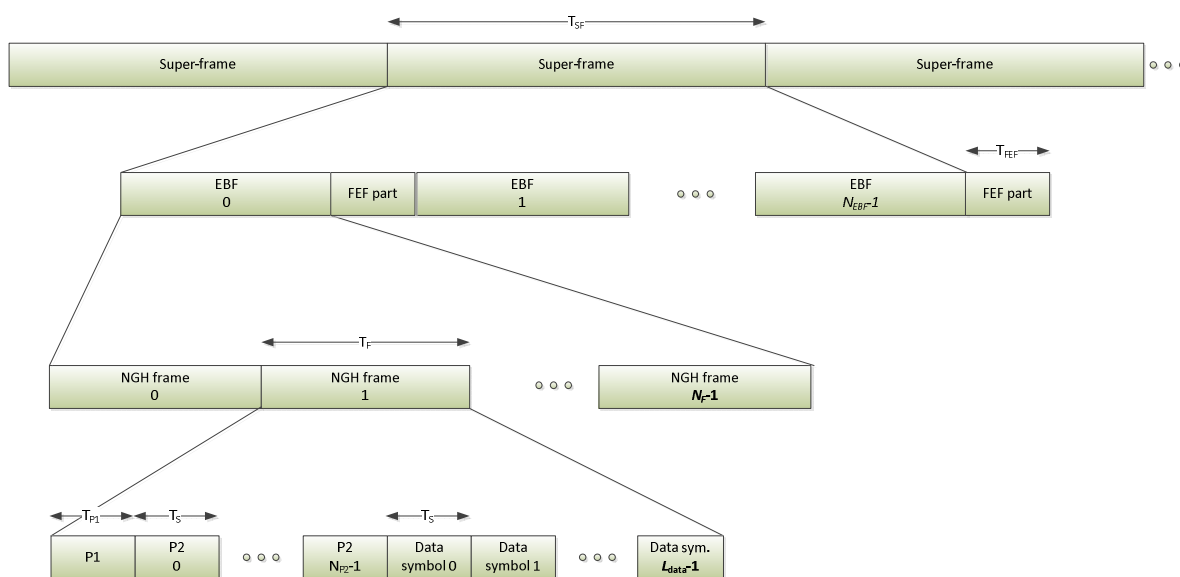 T_SF
Super-frame Super-frame Super-frame
T_FEF
EBF 0
FEF part
EBF 1
EBF N_EBF-1
FEF part
T_F
NGH frame 0
NGH frame 1
NGH frame N_F-1
T_P1 T_S T_S
P1
P2 0
P2 N_P2-1
Data symbol 0
Data symbol 1
Data sym. L_data-1